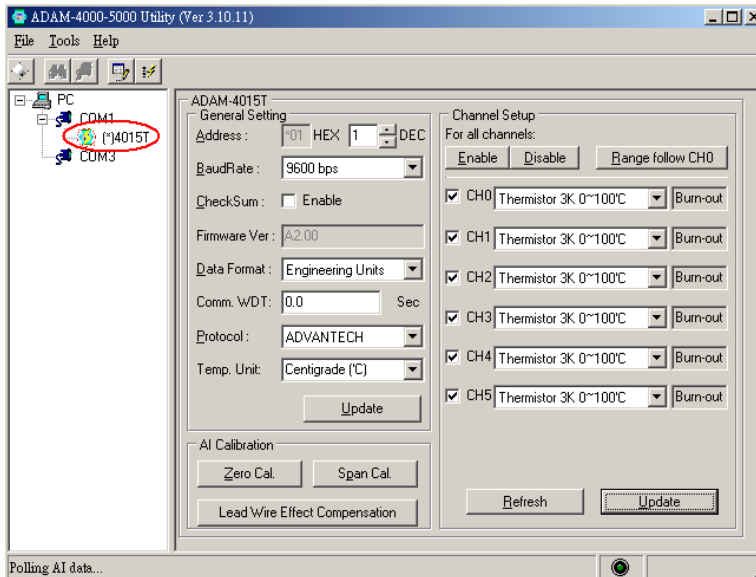 ADAM-4000-5000 Utility (Ver 3.10.11)
File Tools Help
PC
COM1
(*)4015T
COM3
ADAM-4015T
General Setting
Address : *01 HEX 1 DEC
BaudRate : 9600 bps
CheckSum : Enable
Firmware Ver : A2.00
Data Format : Engineering Units
Comm. WDT: 0.0 Sec
Protocol : ADVANTECH
Temp. Unit: Centigrade ('C)
Update
AI Calibration
Zero Cal. Span Cal.
Lead Wire Effect Compensation
Channel Setup
For all channels:
Enable Disable Range follow CH0
CH0 Thermistor 3K 0~100'C Burn-out
CH1 Thermistor 3K 0~100'C Burn-out
CH2 Thermistor 3K 0~100'C Burn-out
CH3 Thermistor 3K 0~100'C Burn-out
CH4 Thermistor 3K 0~100'C Burn-out
CH5 Thermistor 3K 0~100'C Burn-out
Refresh Update
Polling AI data...